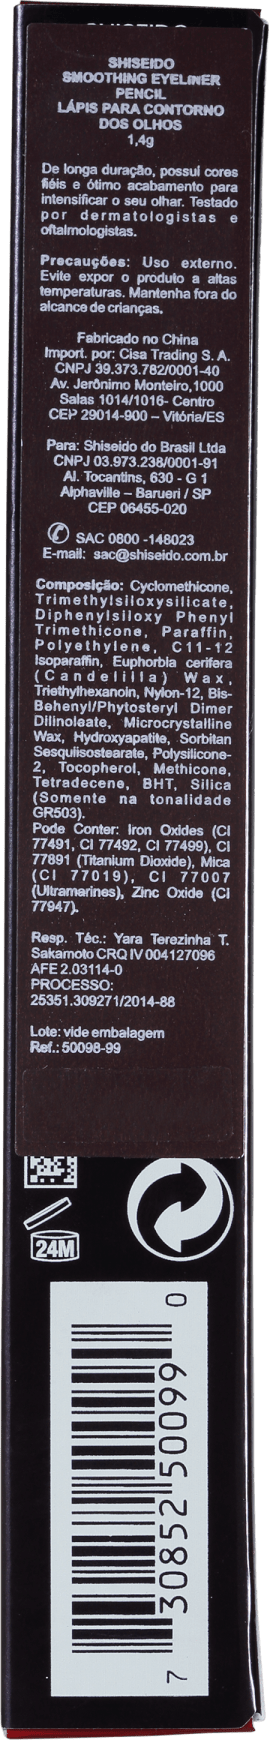 SHISEIDO
SMOOTHING EYELINER
PENCIL
LÁPIS PARA CONTORNO
DOS OLHOS
1,4g
De longa duração, possui cores
fiéis e ótimo acabamento para
intensificar o seu olhar. Testado
por dermatologistas e
oftalmologistas.
Precauções: Uso externo.
Evite expor o produto a altas
temperaturas. Mantenha fora do
alcance de crianças.
Fabricado no China
Import. por: Cisa Trading S. A.
CNPJ 39.373.782/0001-40
Av. Jerônimo Monteiro,1000
Salas 1014/1016- Centro
CEP 29014-900 – Vitória/ES
Para: Shiseido do Brasil Ltda
CNPJ 03.973.238/0001-91
Al. Tocantins, 630 - G 1
Alphaville – Barueri / SP
CEP 06455-020
SAC 0800 -148023
E-mail: sac@shiseido.com.br
Composição: Cyclomethicone,
Trimethylsiloxysilicate,
Diphenylsiloxy Phenyl
Trimethicone, Paraffin,
Polyethylene, C11-12
Isoparaffin, Euphorbia cerifera
(Candelilla) Wax,
Triethylhexanoin, Nylon-12, Bis-
Behenyl/Phytosteryl Dimer
Dilinoleate, Microcrystalline
Wax, Hydroxyapatite, Sorbitan
Sesquiisostearate, Polysilicone-
2, Tocopherol, Methicone,
Tetradecene, BHT, Silica
(Somente na tonalidade
GR503).
Pode Conter: Iron Oxides (CI
77491, CI 77492, CI 77499), CI
77891 (Titanium Dioxide), Mica
(CI 77019), CI 77007
(Ultramarines), Zinc Oxide (CI
77947).
Resp. Téc.: Yara Terezinha T.
Sakamoto CRQ IV 004127096
AFE 2.03114-0
PROCESSO:
25351.309271/2014-88
Lote: vide embalagem
Ref.: 50098-99
24M
7 30852 50099 0